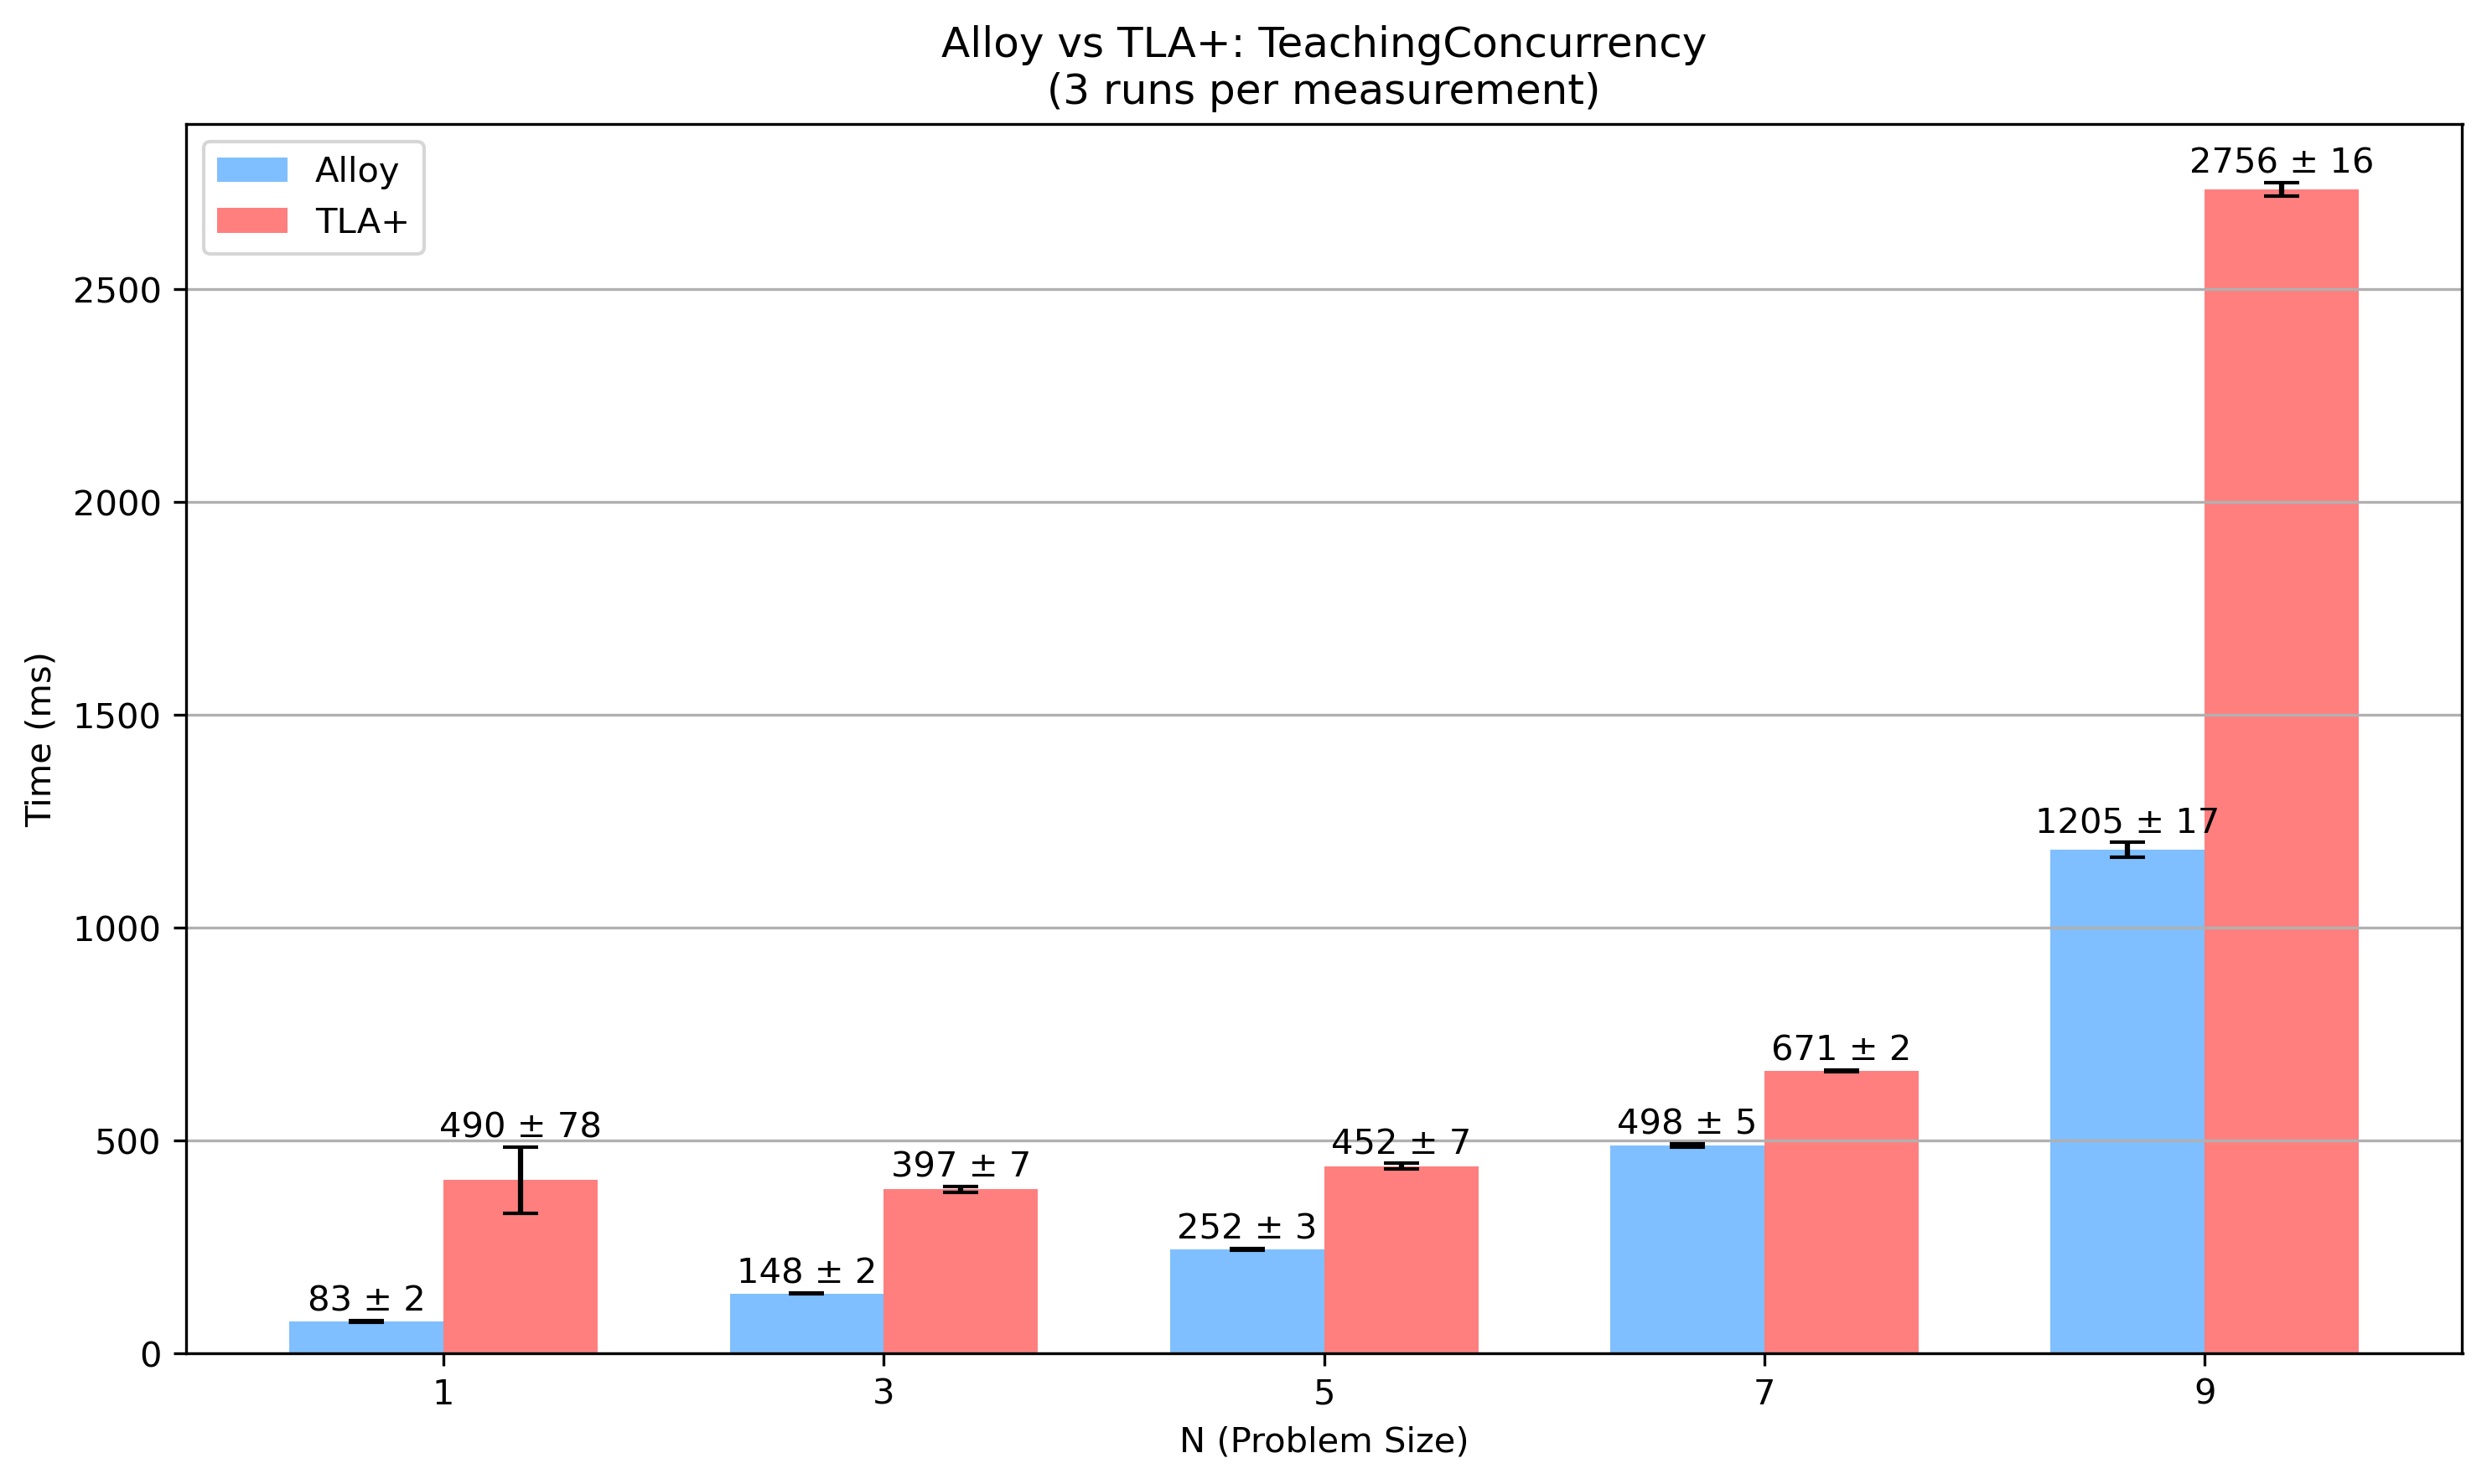 Alloy vs TLA+: TeachingConcurrency
(3 runs per measurement)
Alloy
TLA+
Time (ms)
2500
2000
1500
1000
500
0
83 ± 2
490 ± 78
148 ± 2
397 ± 7
252 ± 3
452 ± 7
498 ± 5
671 ± 2
1205 ± 17
2756 ± 16
1 3 5 7 9
N (Problem Size)